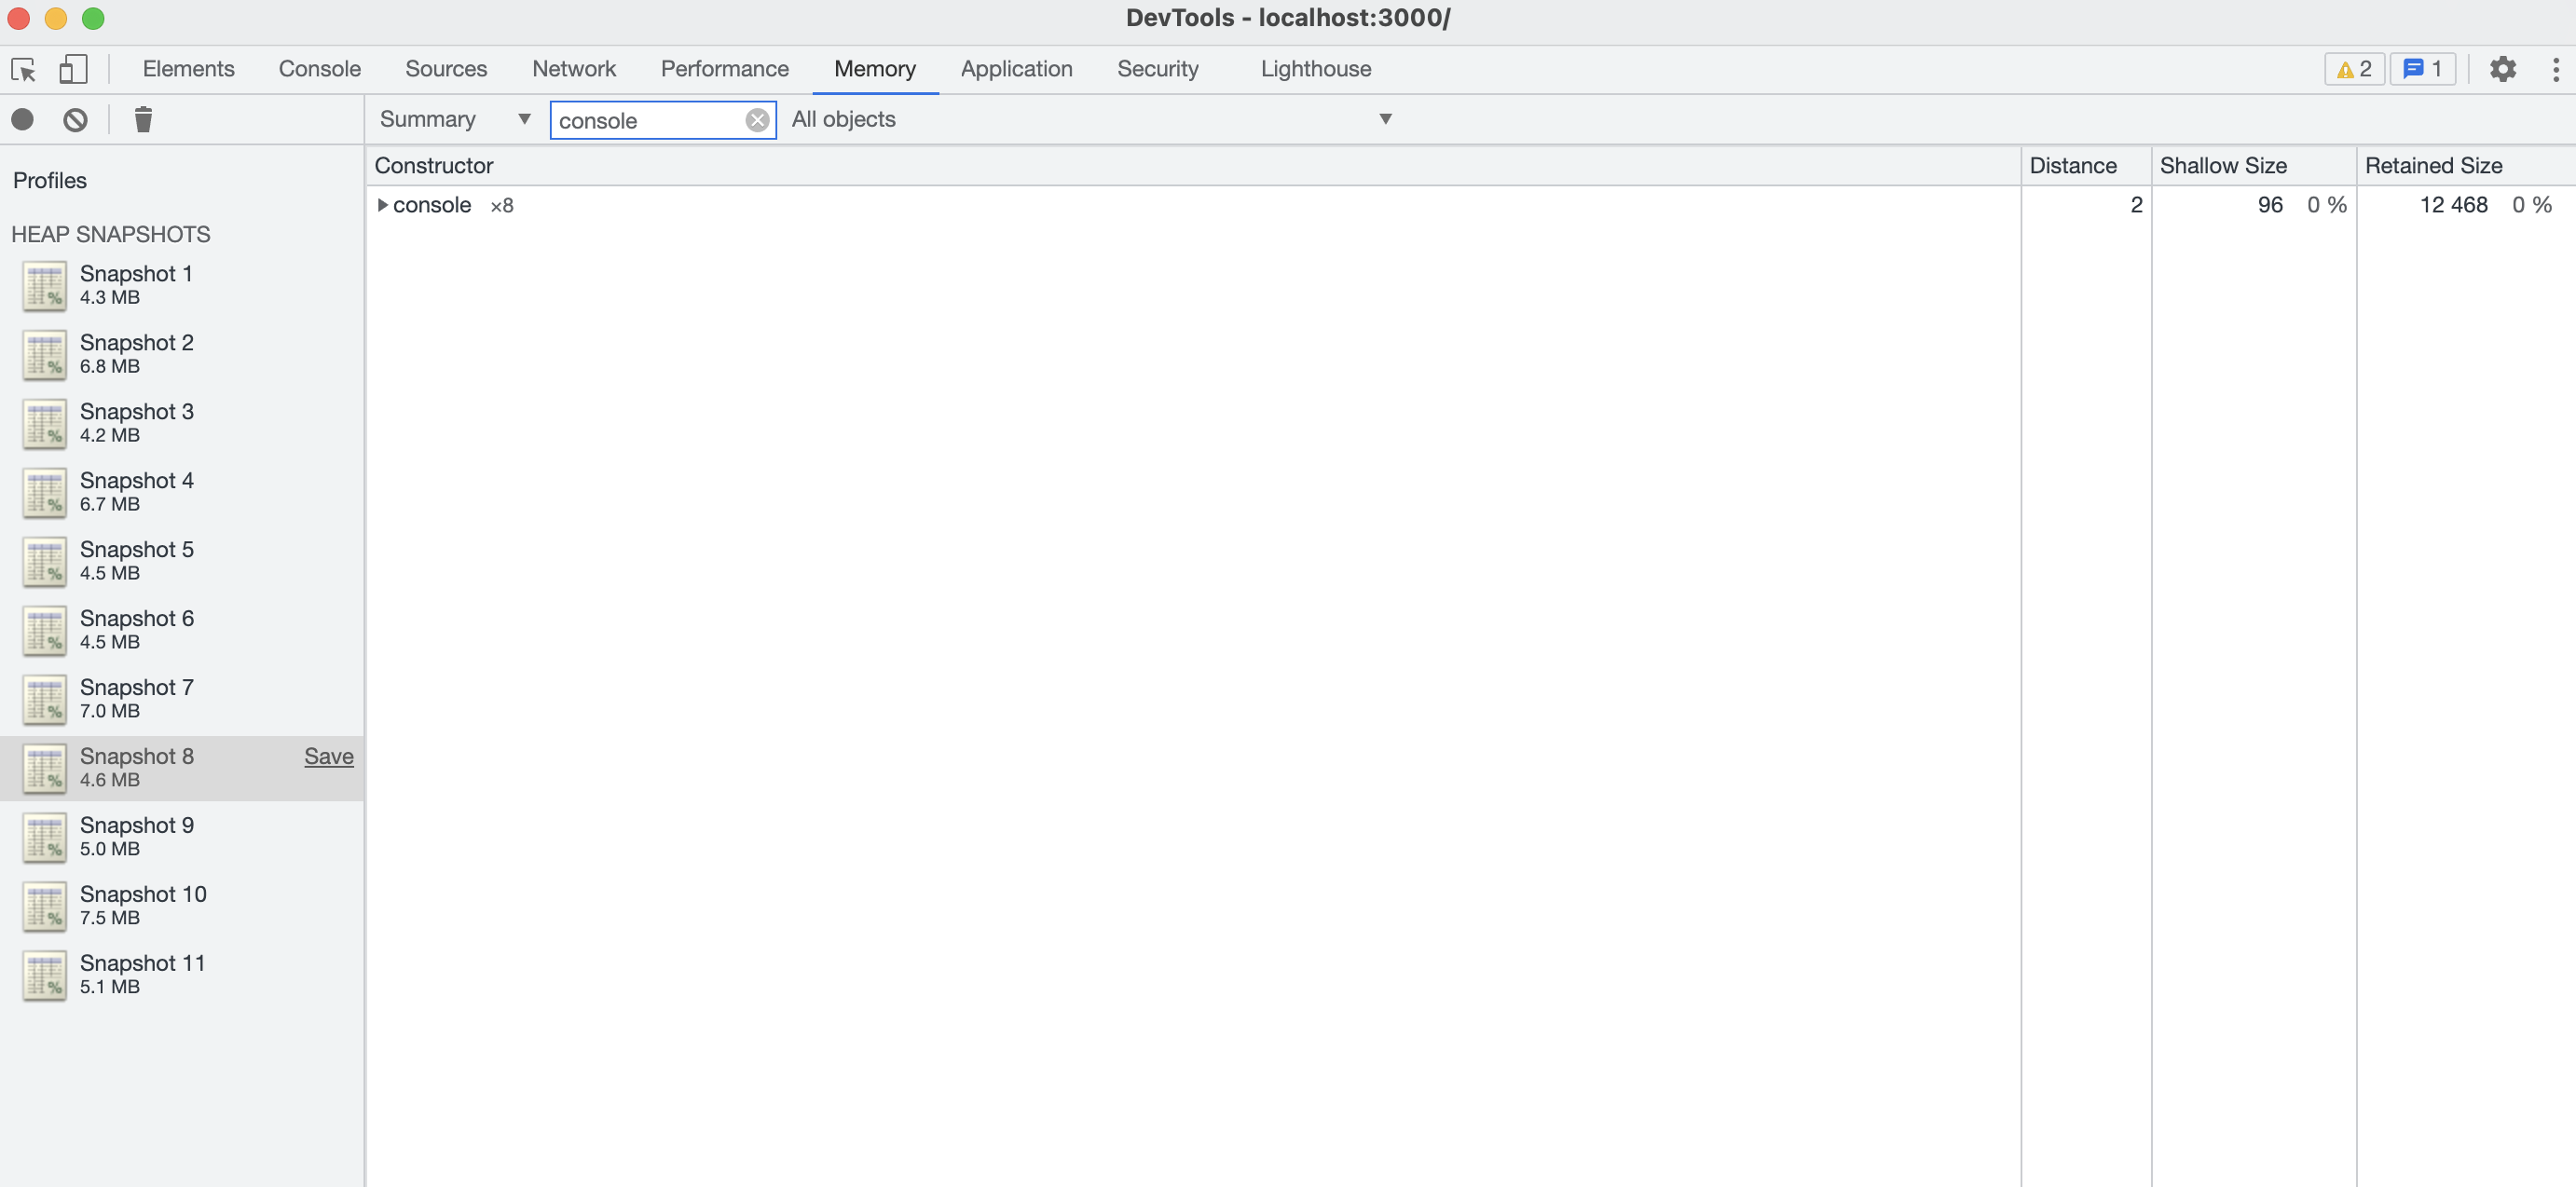 DevTools - localhost:3000/
Elements Console Sources Network Performance Memory Application Security Lighthouse 2 1
Summary console All objects
Profiles
HEAP SNAPSHOTS
Snapshot 1
4.3 MB
Snapshot 2
6.8 MB
Snapshot 3
4.2 MB
Snapshot 4
6.7 MB
Snapshot 5
4.5 MB
Snapshot 6
4.5 MB
Snapshot 7
7.0 MB
Snapshot 8 Save
4.6 MB
Snapshot 9
5.0 MB
Snapshot 10
7.5 MB
Snapshot 11
5.1 MB
Constructor Distance Shallow Size Retained Size
console ×8 2 96 0 % 12 468 0 %